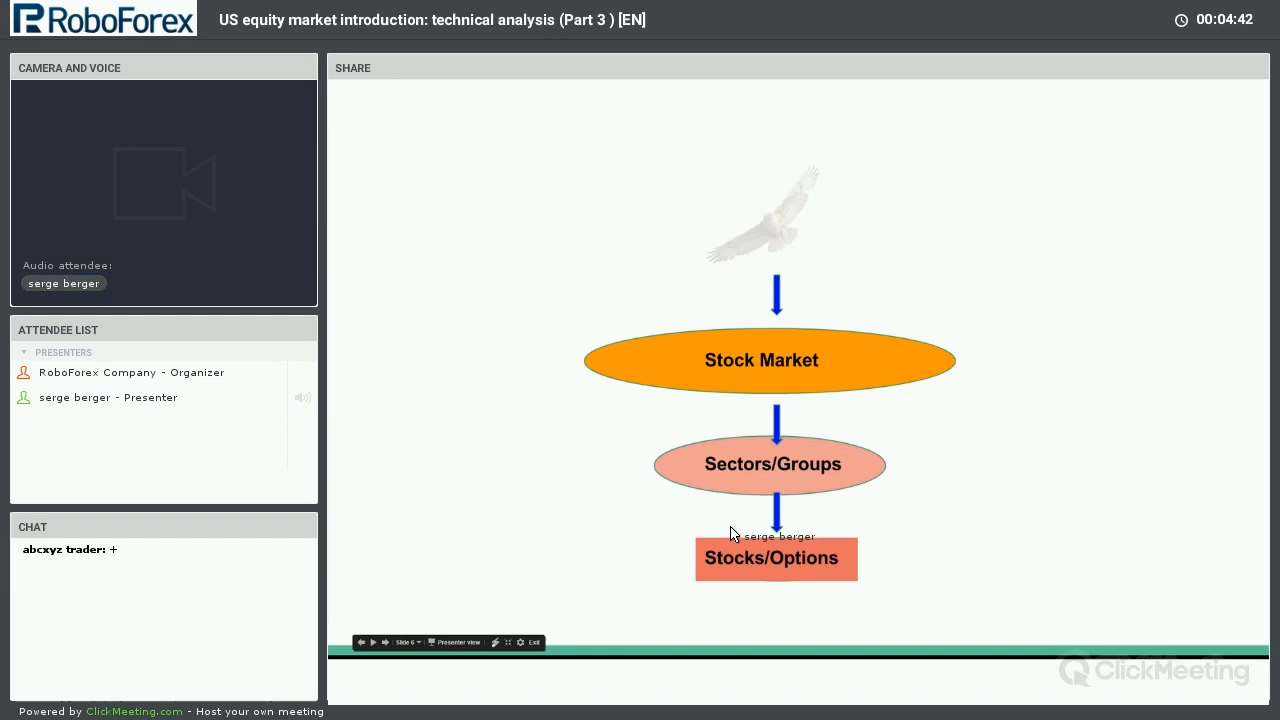 RoboForex
US equity market introduction: technical analysis (Part 3 ) [EN]
00:04:42
CAMERA AND VOICE
Audio attendee:
serge berger
ATTENDEE LIST
PRESENTERS
RoboForex Company - Organizer
serge berger - Presenter
CHAT
abcxyz trader: +
Powered by ClickMeeting.com - Host your own meeting
SHARE
Stock Market
Sectors/Groups
serge berger
Stocks/Options
Slide 6
Presenter view
Exit
ClickMeeting